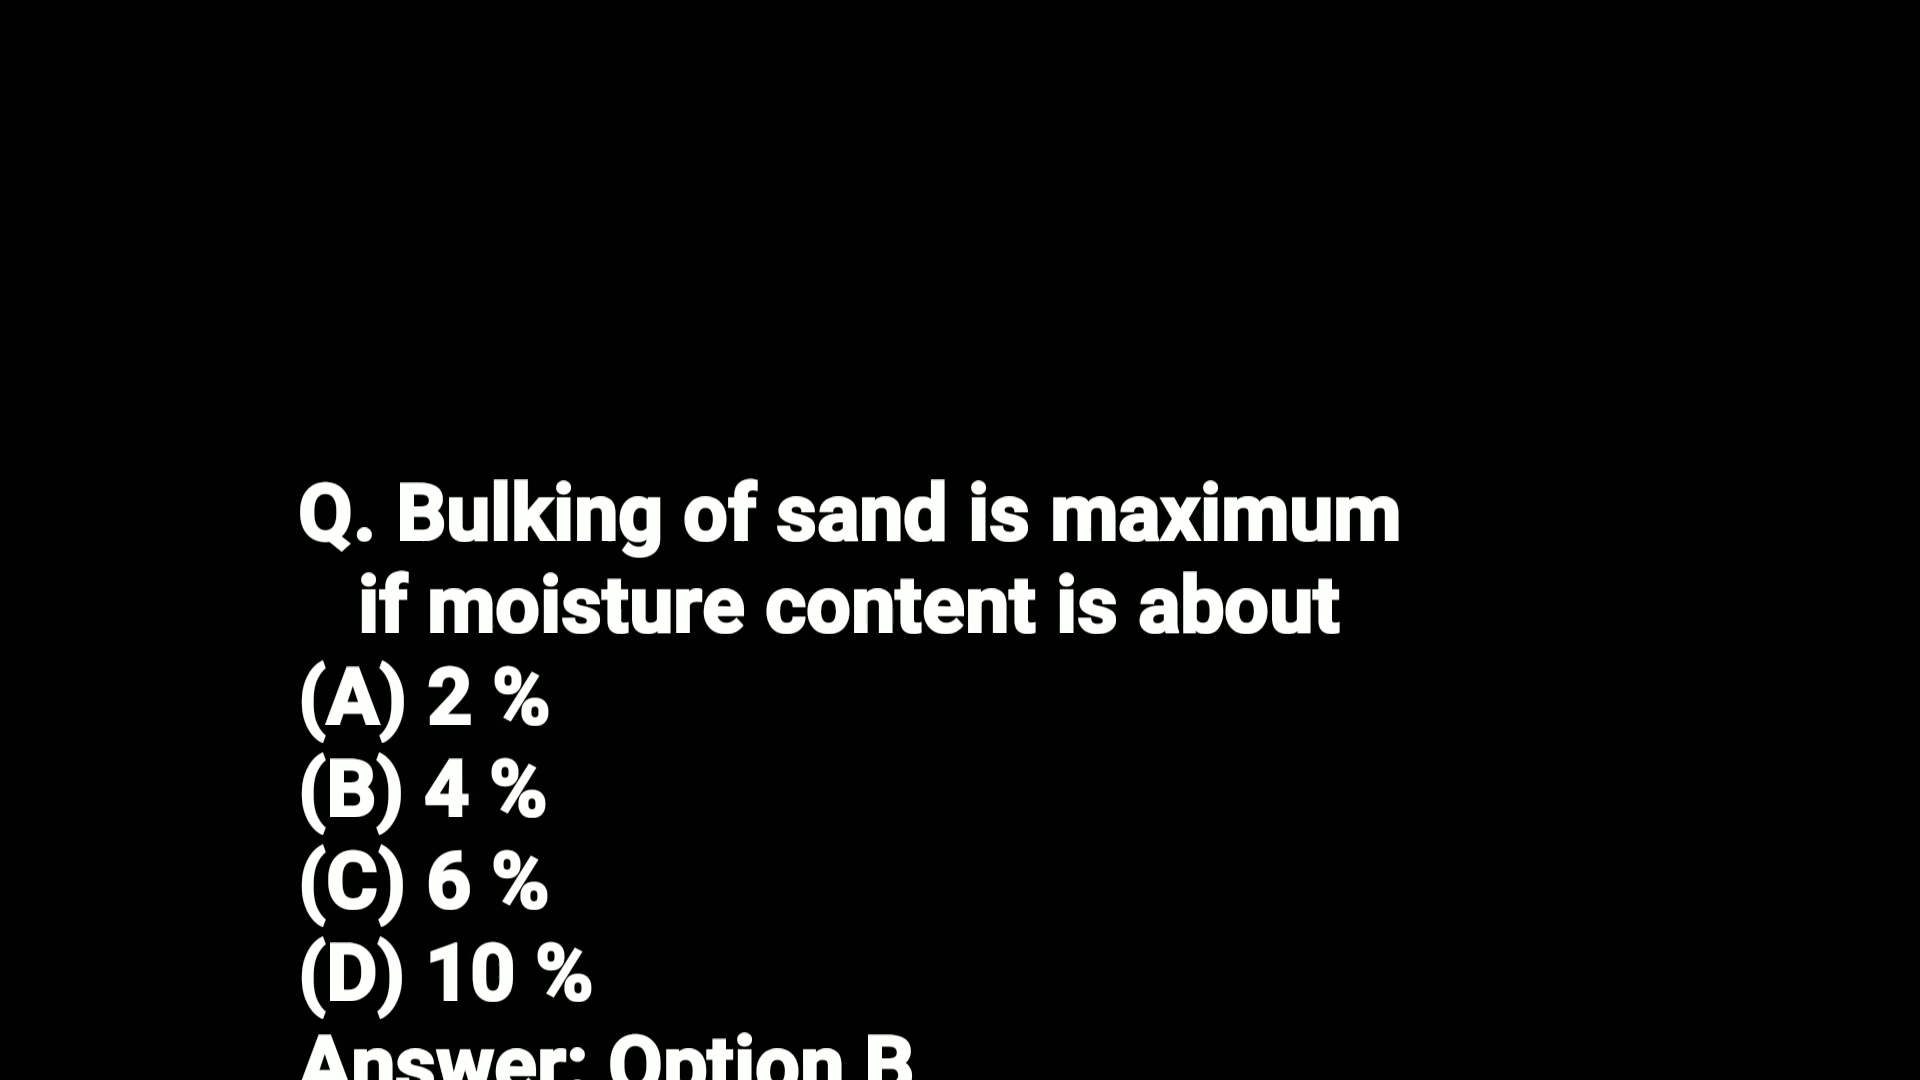 Q. Bulking of sand is maximum
if moisture content is about
(A) 2 %
(B) 4 %
(C) 6 %
(D) 10 %
Answer: Option B